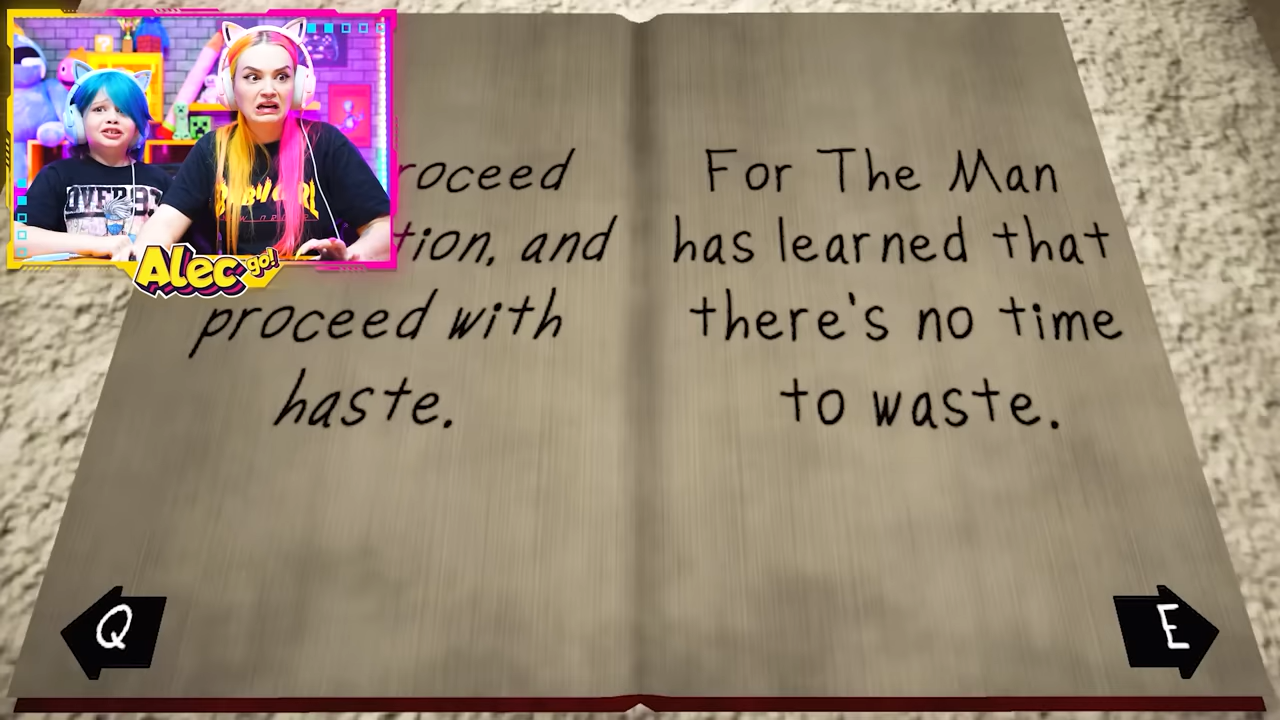 Alec go!
roceed
tion, and
proceed with
haste.
For The Man
has learned that
there's no time
to waste.
Q
E